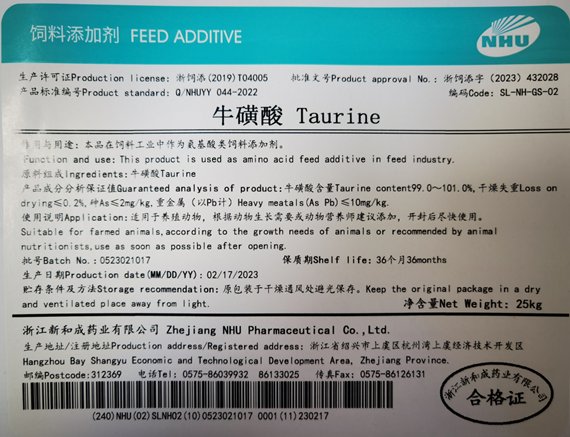 饲料添加剂 FEED ADDITIVE
NHU
生产许可证Production license: 浙饲添(2019)T04005 批准文号Product approval No.: 浙饲添字 (2023) 432028
产品标准编号Product standard: Q/NHUYY 044-2022 编码Code: SL-NH-GS-02
牛磺酸 Taurine
作用与用途: 本品在饲料工业中作为氨基酸类饲料添加剂。
Function and use: This product is used as amino acid feed additive in feed industry.
原料组成Ingredients: 牛磺酸Taurine
产品成分分析保证值Guaranteed analysis of product: 牛磺酸含量Taurine content99.0~101.0%, 干燥失重Loss on
drying≤0.2%, 砷As≤2mg/kg, 重金属 (以Pb计) Heavy meatals(As Pb)≤10mg/kg.
使用说明Application: 适用于养殖动物, 根据动物生长需要或动物营养师建议添加, 开封后尽快使用。
Suitable for farmed animals, according to the growth needs of animals or recommended by animal
nutritionists, use as soon as possible after opening.
批号Batch No.: 0523021017 保质期Shelf life: 36个月36months
生产日期Production date(MM/DD/YY): 02/17/2023
贮存条件及方法Storage recommendation: 原包装于干燥通风处避光保存。Keep the original package in a dry
and ventilated place away from light. 净含量Net Weight: 25kg
浙江新和成药业有限公司 Zhejiang NHU Pharmaceutical Co., Ltd.
生产地址/注册地址Production address/Registered address: 浙江省绍兴市上虞区杭州湾上虞经济技术开发区
Hangzhou Bay Shangyu Economic and Technological Development Area, Zhejiang Province.
邮编Postcode: 312369 电话Tel: 0575-86039932 86133025 传真Fax: 0575-86126131
(240)NHU(02)SLNH02(10)0523021017 0001(11)230217
浙江新和成药业有限公司
合格证